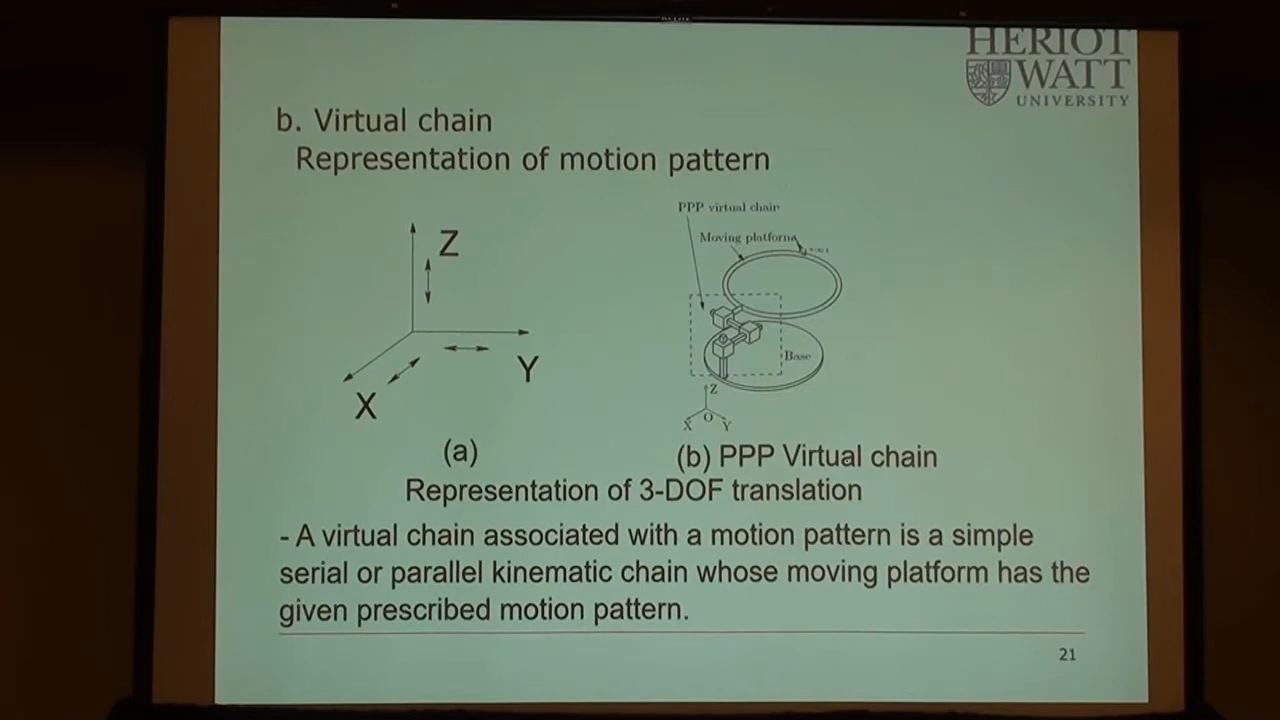 HERIOT
WATT
UNIVERSITY
b. Virtual chain
Representation of motion pattern
PPP virtual chain
Moving platform
Z
Y
X
Base
Z
X
O
Y
(a)
(b) PPP Virtual chain
Representation of 3-DOF translation
- A virtual chain associated with a motion pattern is a simple
serial or parallel kinematic chain whose moving platform has the
given prescribed motion pattern.
21